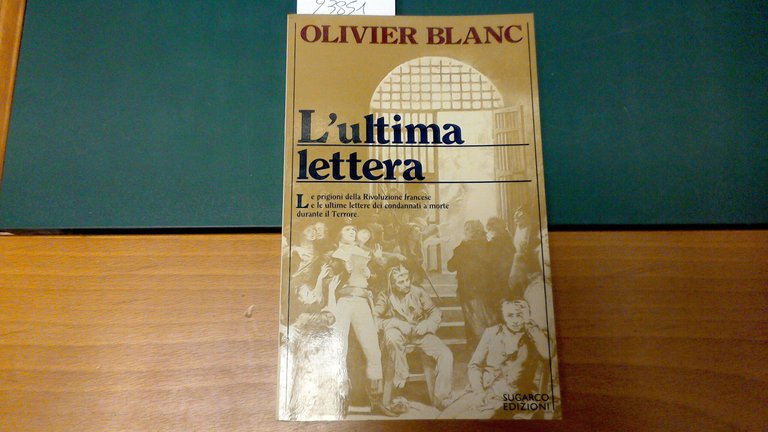 93851
OLIVIER BLANC
L'ultima
lettera
Le prigioni della Rivoluzione francese
e le ultime lettere dei condannati a morte
durante il Terrore.
SUGARCO
EDIZIONI